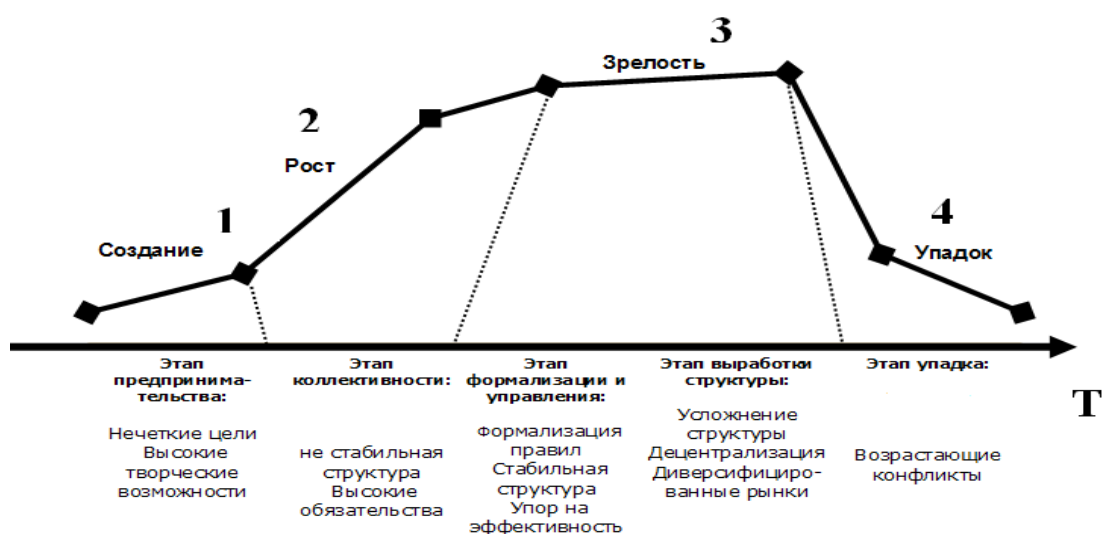 3
Зрелость
2
Рост
1
Создание
4
Упадок
Этап
предпринима-
тельства:
Нечеткие цели
Высокие
творческие
возможности
Этап
коллективности:
не стабильная
структура
Высокие
обязательства
Этап
формализации и
управления:
Формализация
правил
Стабильная
структура
Упор на
эффективность
Этап выработки
структуры:
Усложнение
структуры
Децентрализация
Диверсифициро-
ванные рынки
Этап упадка:
Возрастающие
конфликты
Т